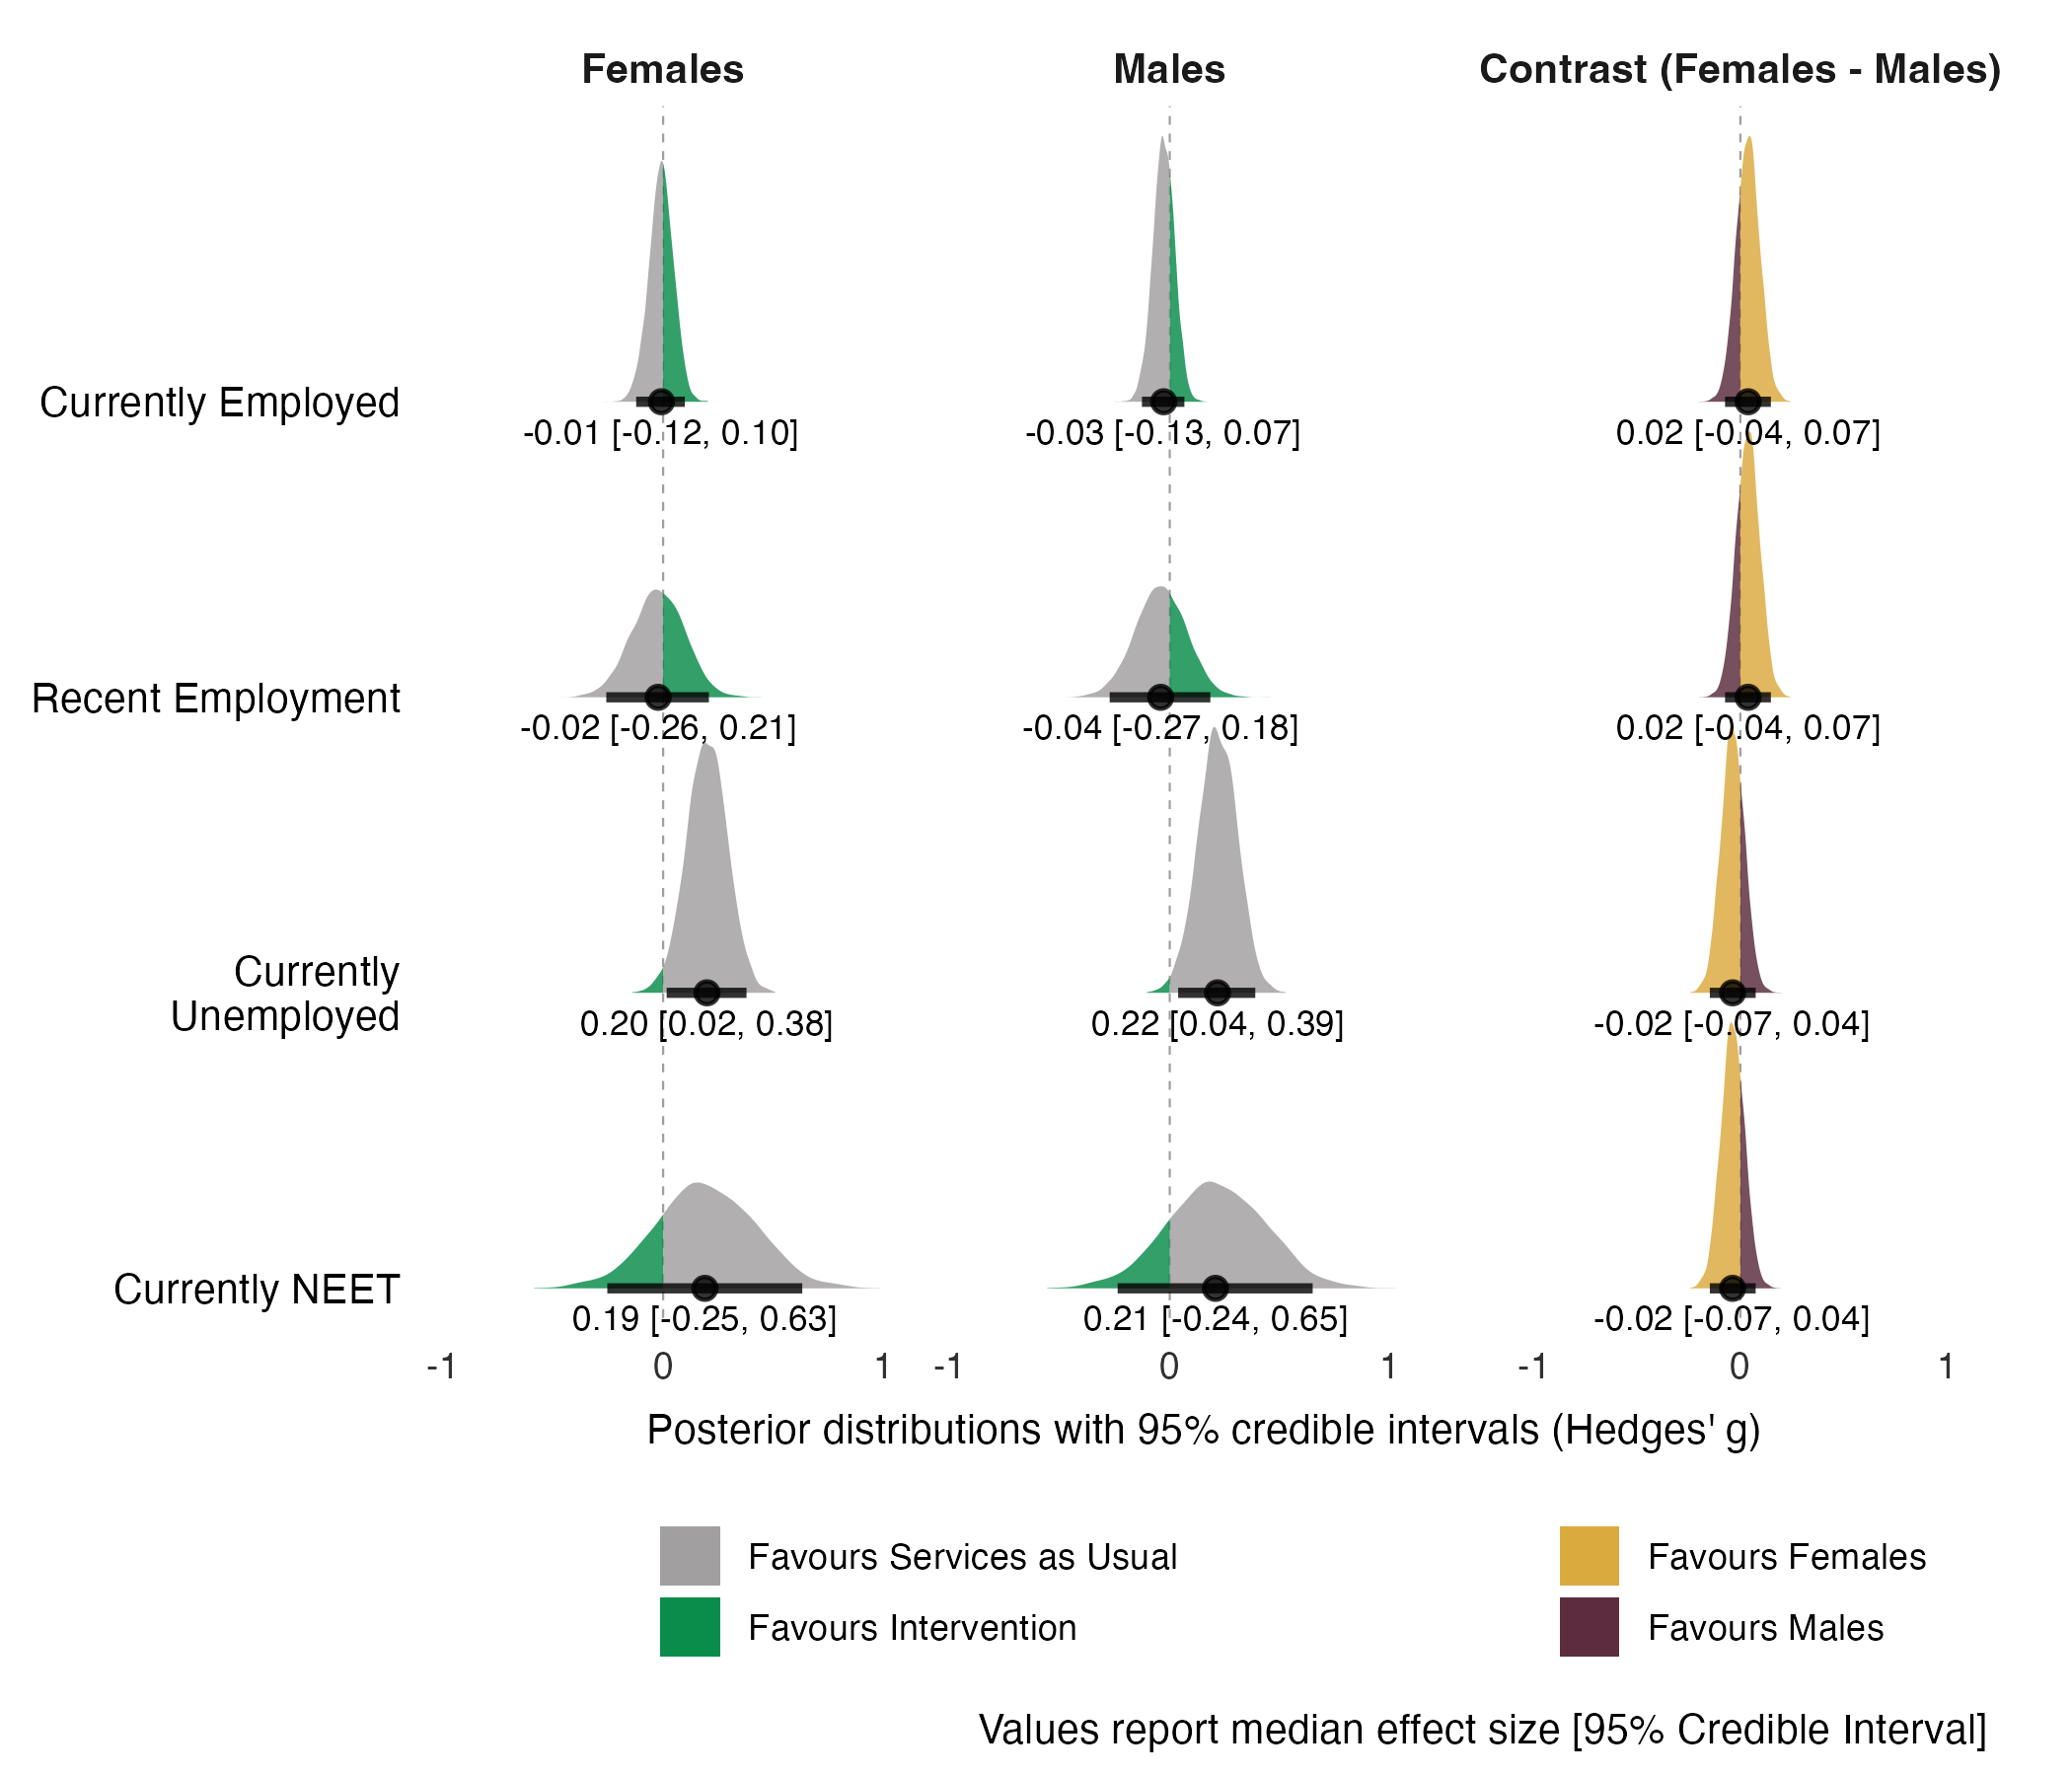 Females Males Contrast (Females - Males)
Currently Employed
-0.01 [-0.12, 0.10] -0.03 [-0.13, 0.07] 0.02 [-0.04, 0.07]
Recent Employment
-0.02 [-0.26, 0.21] -0.04 [-0.27, 0.18] 0.02 [-0.04, 0.07]
Currently
Unemployed
0.20 [0.02, 0.38] 0.22 [0.04, 0.39] -0.02 [-0.07, 0.04]
Currently NEET
0.19 [-0.25, 0.63] 0.21 [-0.24, 0.65] -0.02 [-0.07, 0.04]
-1 0 1 -1 0 1 -1 0 1
Posterior distributions with 95% credible intervals (Hedges' g)
Favours Services as Usual Favours Females
Favours Intervention Favours Males
Values report median effect size [95% Credible Interval]